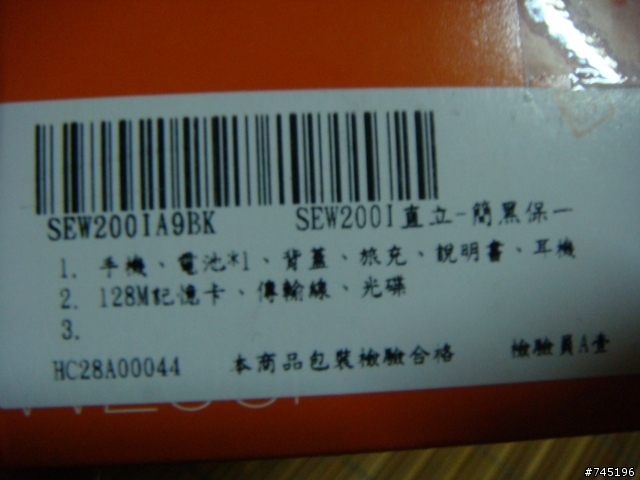 SEW200IA9BK SEW200I直立-簡黑保一
1. 手機、電池*1、背蓋、旅充、說明書、耳機
2. 128M記憶卡、傳輸線、光碟
3.
HC28A00044 本商品包裝檢驗合格 檢驗員A壹
W200i
#745196